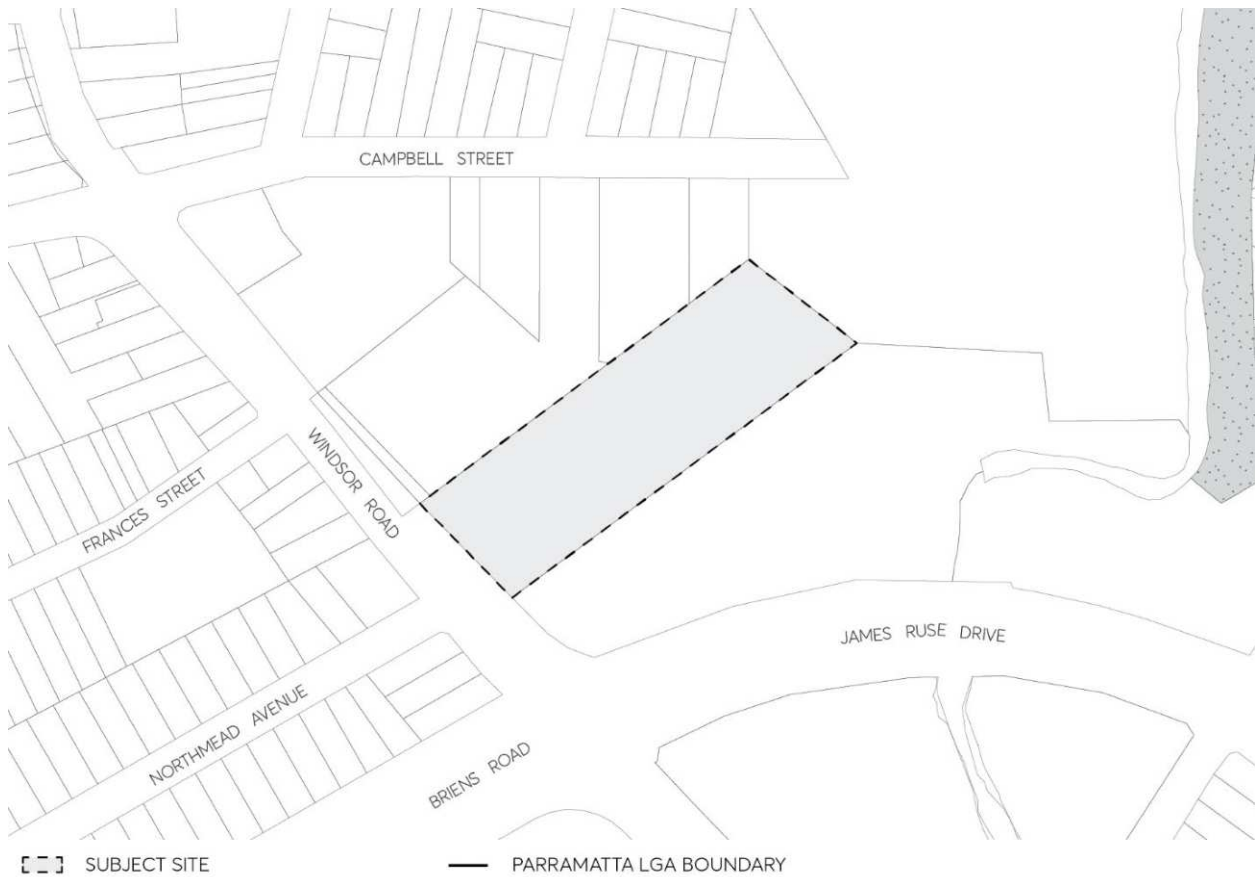 CAMPBELL STREET
WINDSOR ROAD
FRANCES STREET
JAMES RUSE DRIVE
NORTHMEAD AVENUE
BRIENS ROAD
SUBJECT SITE
PARRAMATTA LGA BOUNDARY